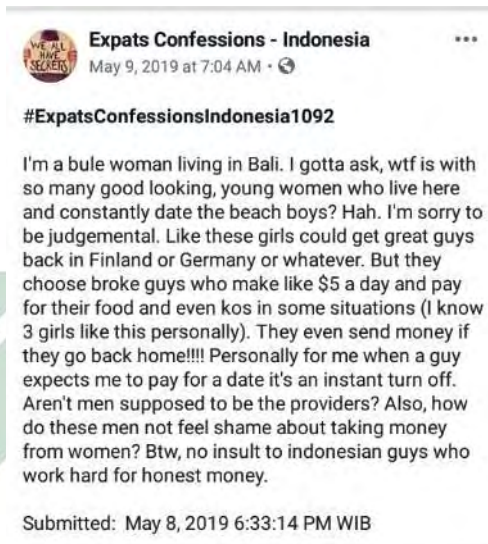 WE ALL
HAVE
SECRETS
Expats Confessions - Indonesia
May 9, 2019 at 7:04 AM ·
#ExpatsConfessionsIndonesia1092
I'm a bule woman living in Bali. I gotta ask, wtf is with
so many good looking, young women who live here
and constantly date the beach boys? Hah. I'm sorry to
be judgemental. Like these girls could get great guys
back in Finland or Germany or whatever. But they
choose broke guys who make like $5 a day and pay
for their food and even kos in some situations (I know
3 girls like this personally). They even send money if
they go back home!!!! Personally for me when a guy
expects me to pay for a date it's an instant turn off.
Aren't men supposed to be the providers? Also, how
do these men not feel shame about taking money
from women? Btw, no insult to indonesian guys who
work hard for honest money.
Submitted: May 8, 2019 6:33:14 PM WIB